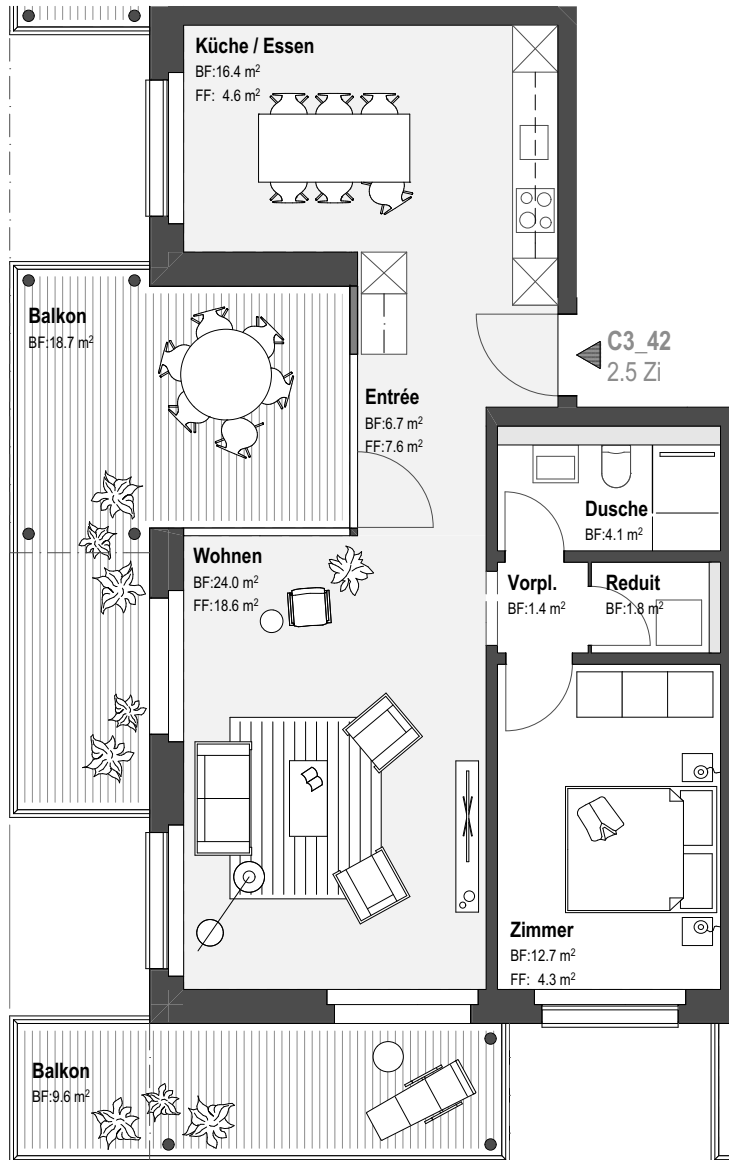 Küche / Essen
BF:16.4 m²
FF: 4.6 m²
Balkon
BF:18.7 m²
C3_42
2.5 Zi
Entrée
BF:6.7 m²
FF:7.6 m²
Dusche
BF:4.1 m²
Wohnen
BF:24.0 m²
FF:18.6 m²
Vorpl.
BF:1.4 m²
Reduit
BF:1.8 m²
Zimmer
BF:12.7 m²
FF: 4.3 m²
Balkon
BF:9.6 m²